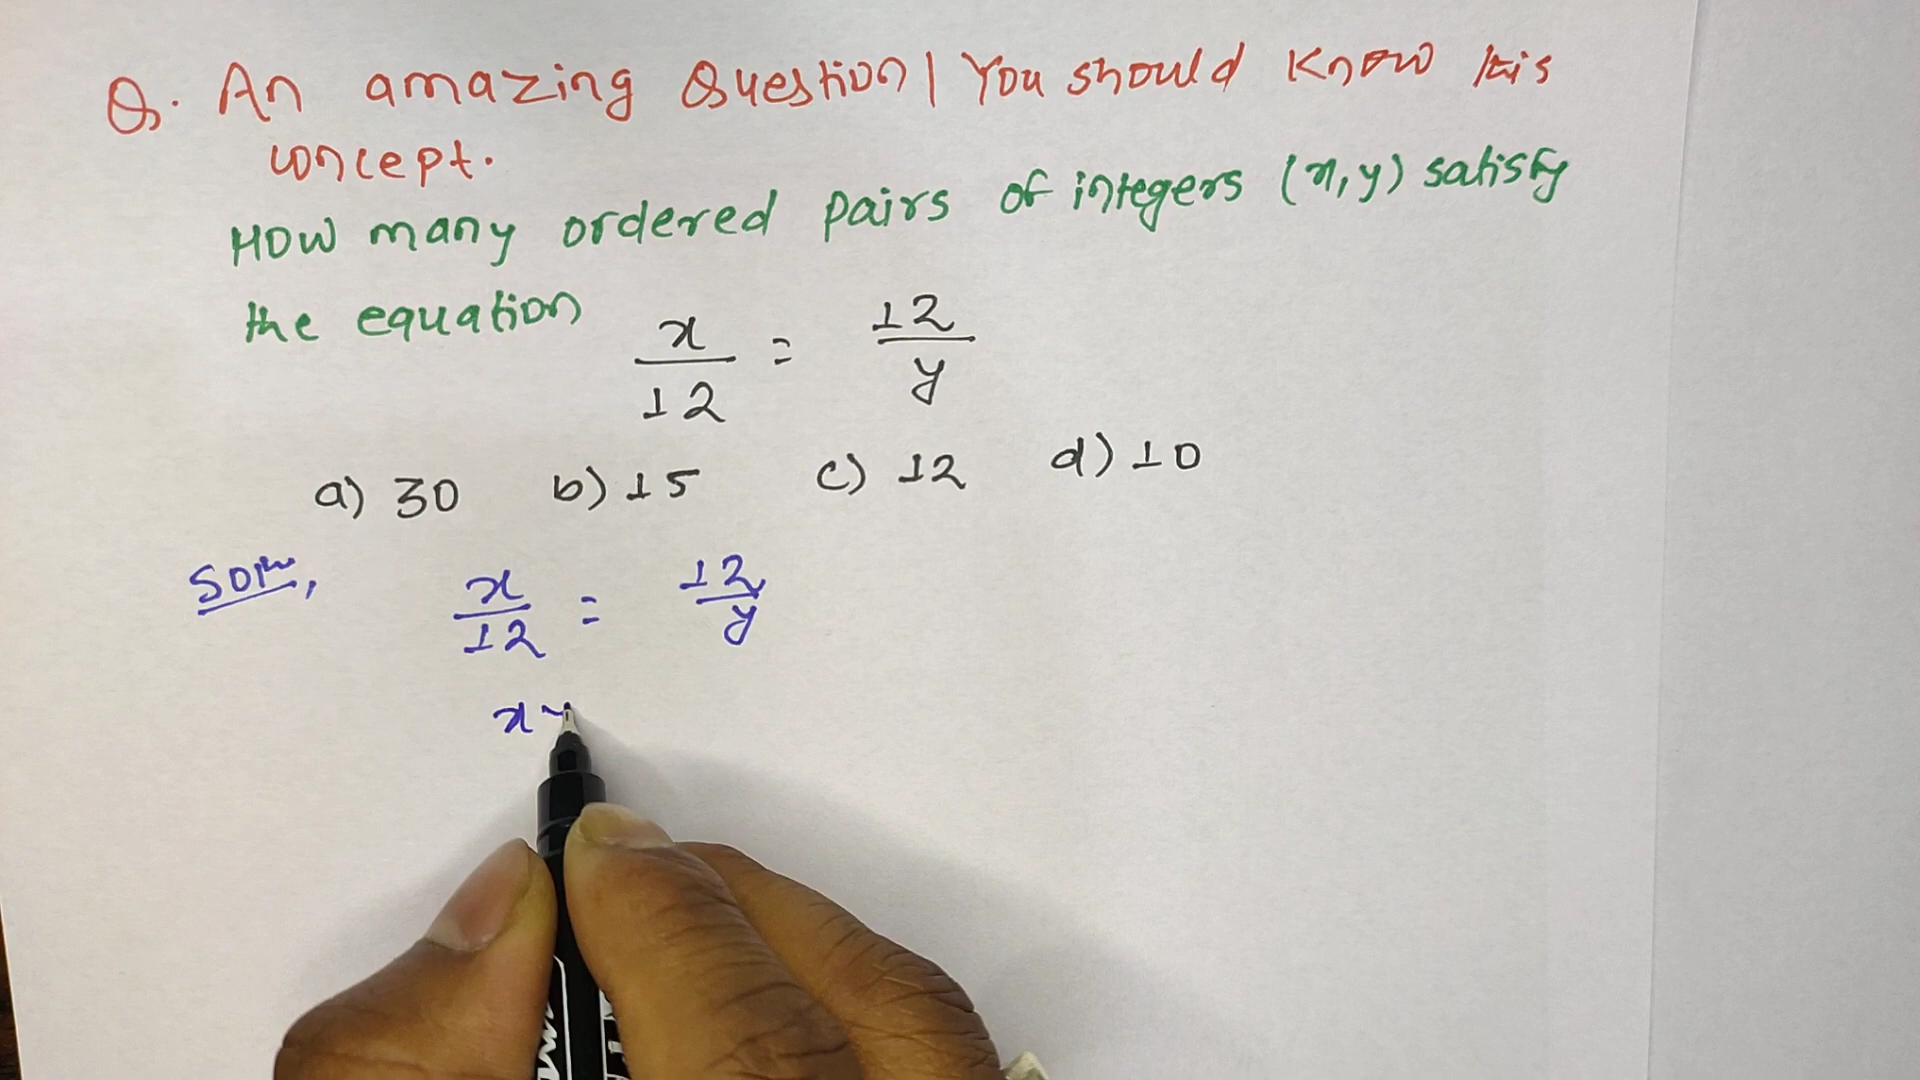 Q. An amazing Question | You should Know this
concept.
How many ordered pairs of integers (x,y) satisfy
the equation x/12 = 12/y
a) 30 b) 15 c) 12 d) 10
Soln, x/12 = 12/y
xy